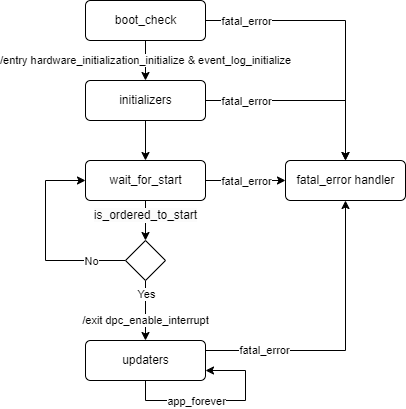 boot_check
fatal_error
/entry hardware_initialization_initialize & event_log_initialize
initializers
fatal_error
wait_for_start
fatal_error
fatal_error handler
is_ordered_to_start
No
Yes
/exit dpc_enable_interrupt
updaters
fatal_error
app_forever